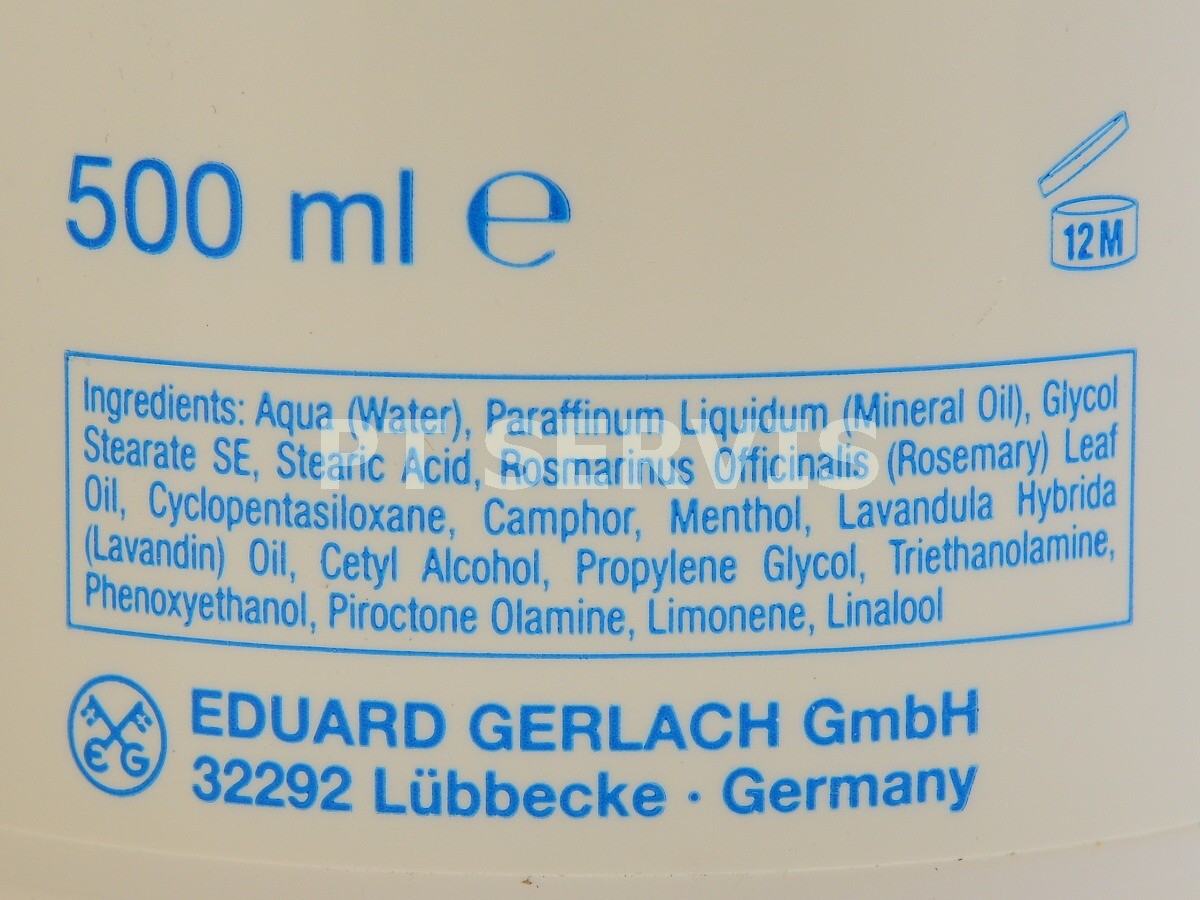 500 ml ℮
12 M
Ingredients: Aqua (Water), Paraffinum Liquidum (Mineral Oil), Glycol
Stearate SE, Stearic Acid, Rosmarinus Officinalis (Rosemary) Leaf
Oil, Cyclopentasiloxane, Camphor, Menthol, Lavandula Hybrida
(Lavandin) Oil, Cetyl Alcohol, Propylene Glycol, Triethanolamine,
Phenoxyethanol, Piroctone Olamine, Limonene, Linalool
PT SERVIS
EG
EDUARD GERLACH GmbH
32292 Lübbecke · Germany